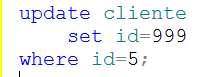 update cliente
set id=999
where id=5;